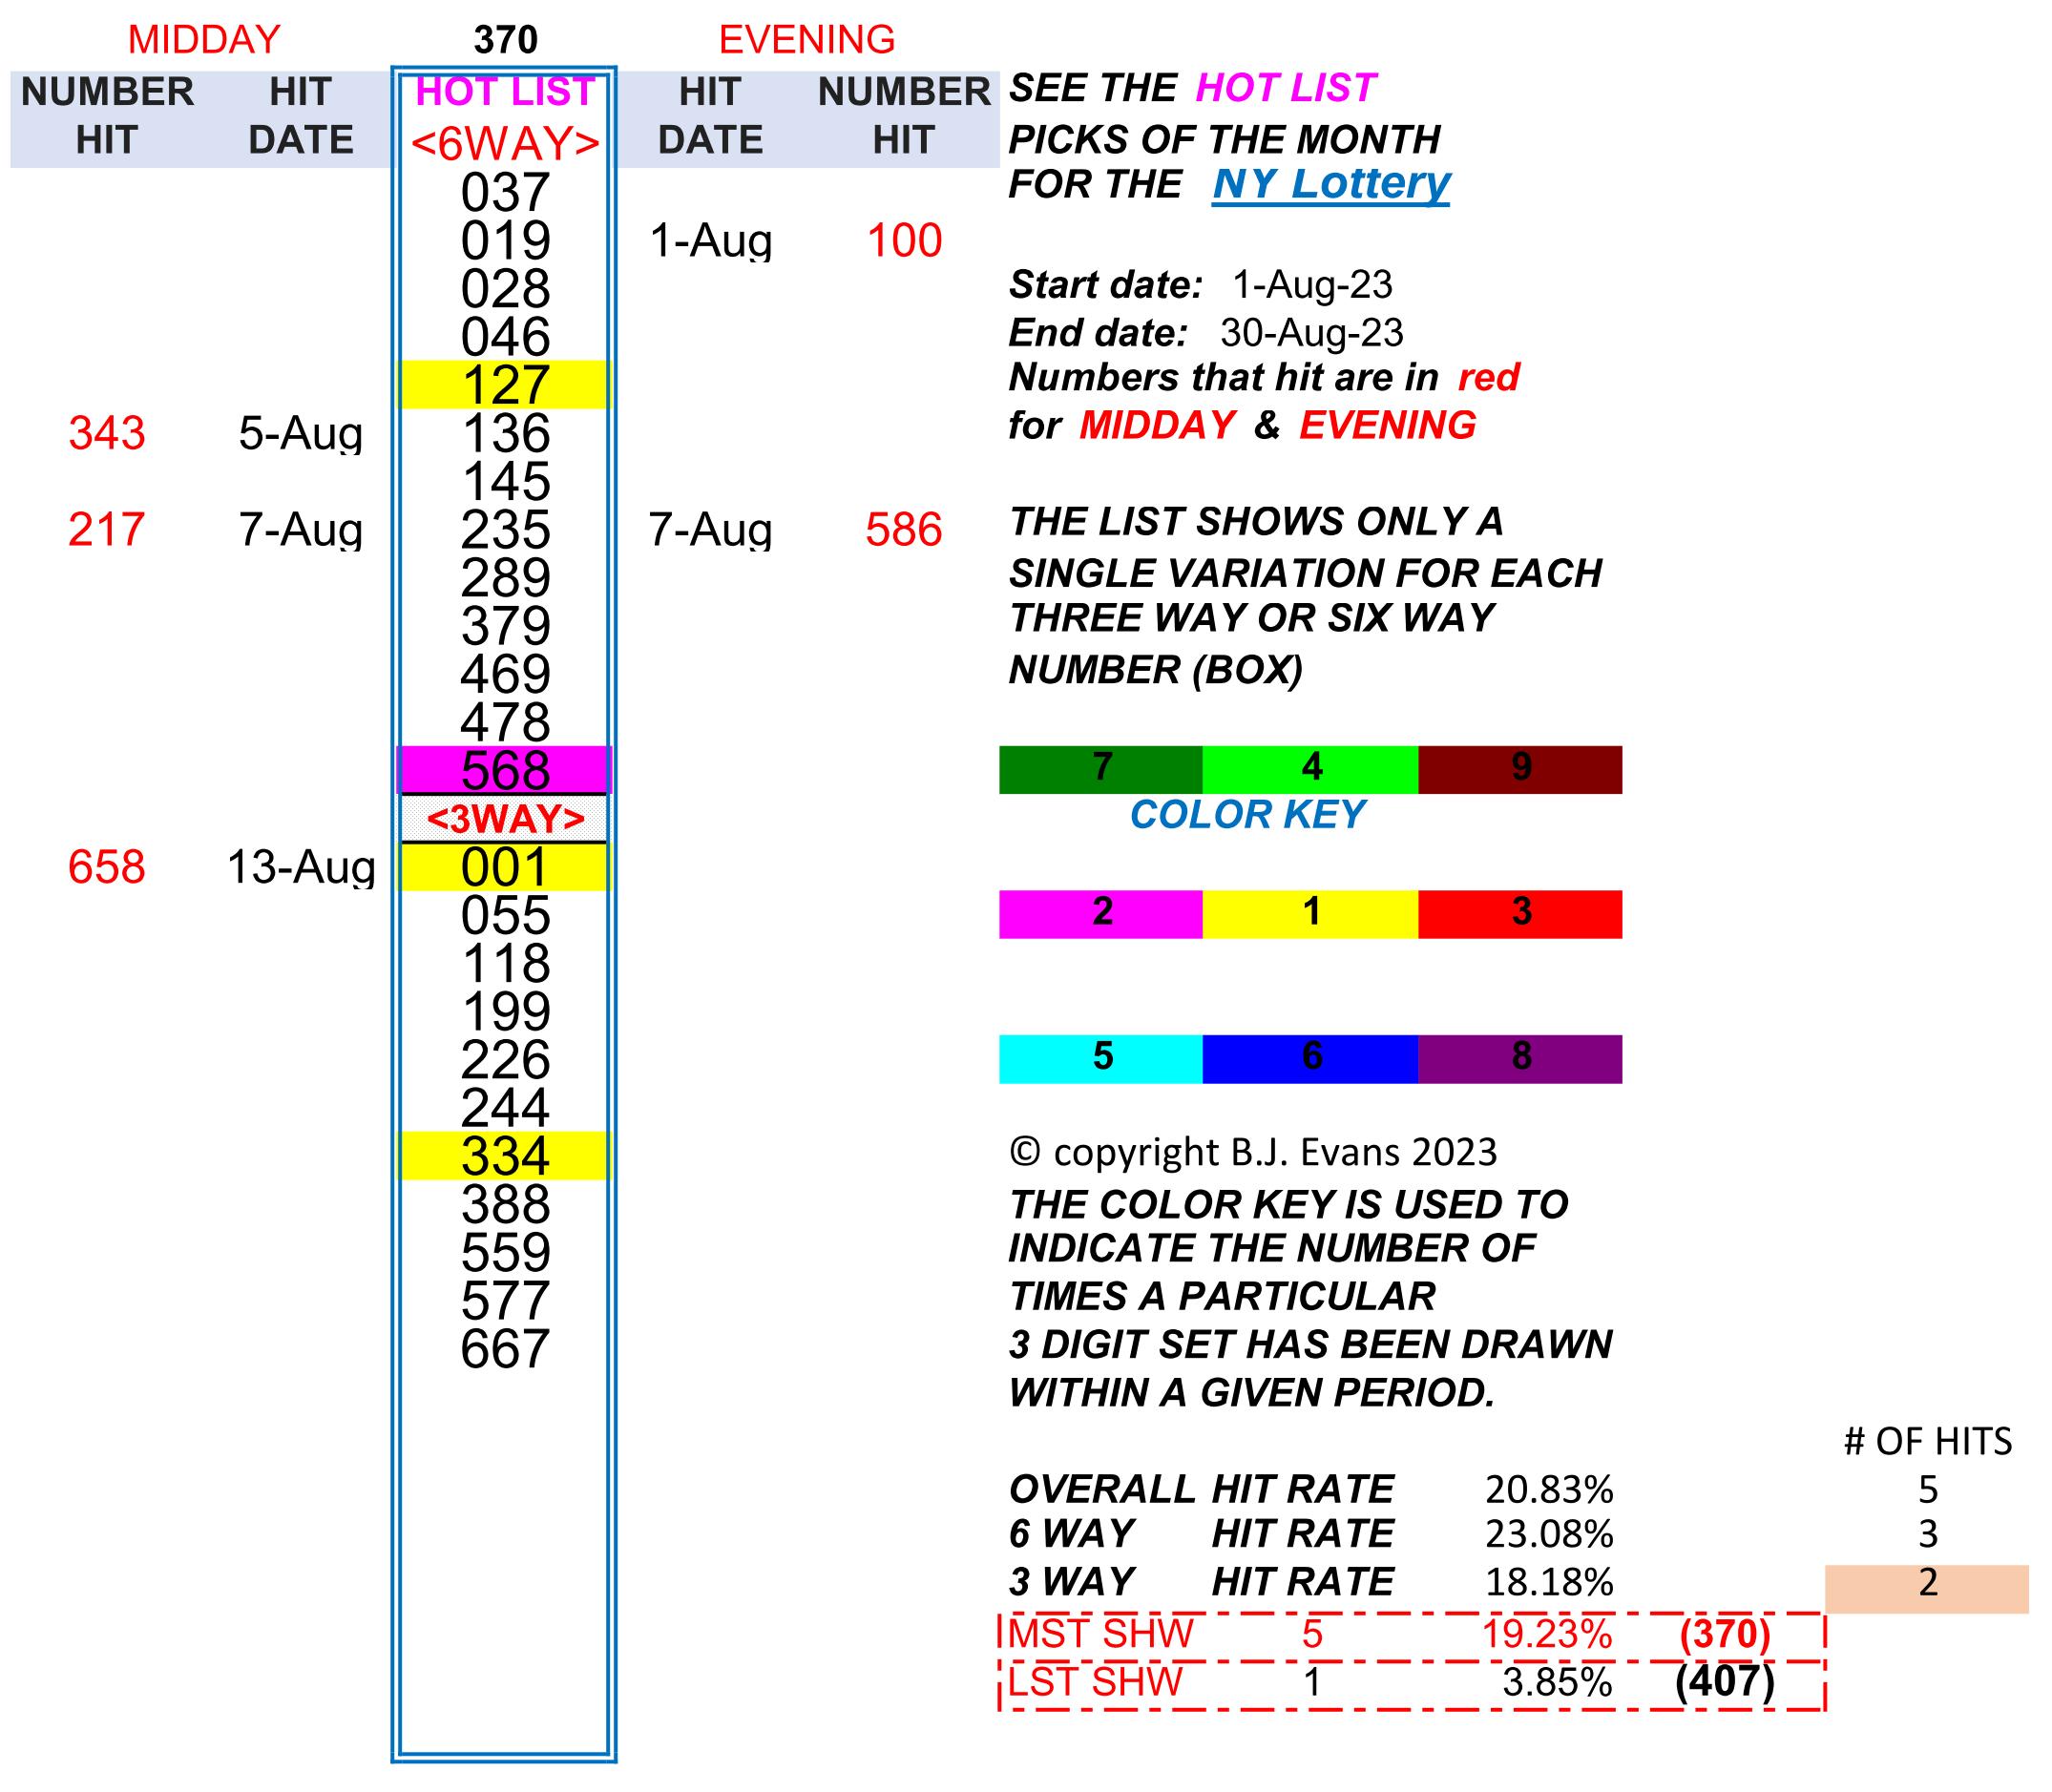 MIDDAY 370 EVENING
NUMBER HIT HOT LIST HIT NUMBER
HIT DATE <6WAY> DATE HIT
037
019 1-Aug 100
028
046
127
343 5-Aug 136
145
217 7-Aug 235 7-Aug 586
289
379
469
478
568
<3WAY>
658 13-Aug 001
055
118
199
226
244
334
388
559
577
667
SEE THE HOT LIST
PICKS OF THE MONTH
FOR THE NY Lottery
Start date: 1-Aug-23
End date: 30-Aug-23
Numbers that hit are in red
for MIDDAY & EVENING
THE LIST SHOWS ONLY A
SINGLE VARIATION FOR EACH
THREE WAY OR SIX WAY
NUMBER (BOX)
7 4 9
COLOR KEY
2 1 3
5 6 8
© copyright B.J. Evans 2023
THE COLOR KEY IS USED TO
INDICATE THE NUMBER OF
TIMES A PARTICULAR
3 DIGIT SET HAS BEEN DRAWN
WITHIN A GIVEN PERIOD.
# OF HITS
OVERALL HIT RATE 20.83% 5
6 WAY HIT RATE 23.08% 3
3 WAY HIT RATE 18.18% 2
MST SHW 5 19.23% (370)
LST SHW 1 3.85% (407)